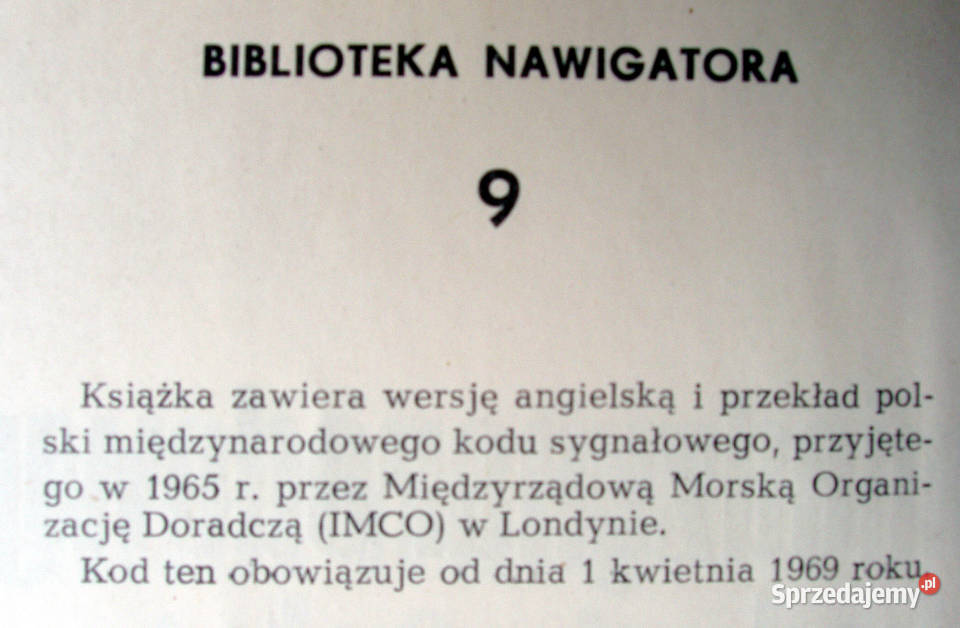 BIBLIOTEKA NAWIGATORA
9
Książka zawiera wersję angielską i przekład pol-
ski międzynarodowego kodu sygnałowego, przyjęte-
go w 1965 r. przez Międzyrządową Morską Organi-
zację Doradczą (IMCO) w Londynie.
Kod ten obowiązuje od dnia 1 kwietnia 1969 roku
Sprzedajemy.pl